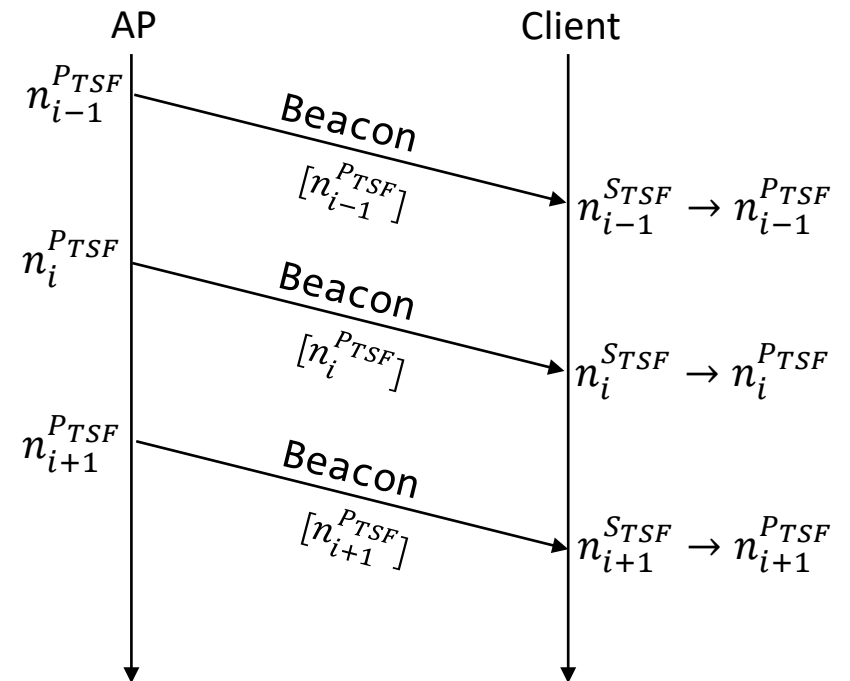 AP Client
n_{i-1}^{P_{TSF}}
Beacon
[n_{i-1}^{P_{TSF}}]
n_{i-1}^{S_{TSF}} → n_{i-1}^{P_{TSF}}
n_i^{P_{TSF}}
Beacon
[n_i^{P_{TSF}}]
n_i^{S_{TSF}} → n_i^{P_{TSF}}
n_{i+1}^{P_{TSF}}
Beacon
[n_{i+1}^{P_{TSF}}]
n_{i+1}^{S_{TSF}} → n_{i+1}^{P_{TSF}}